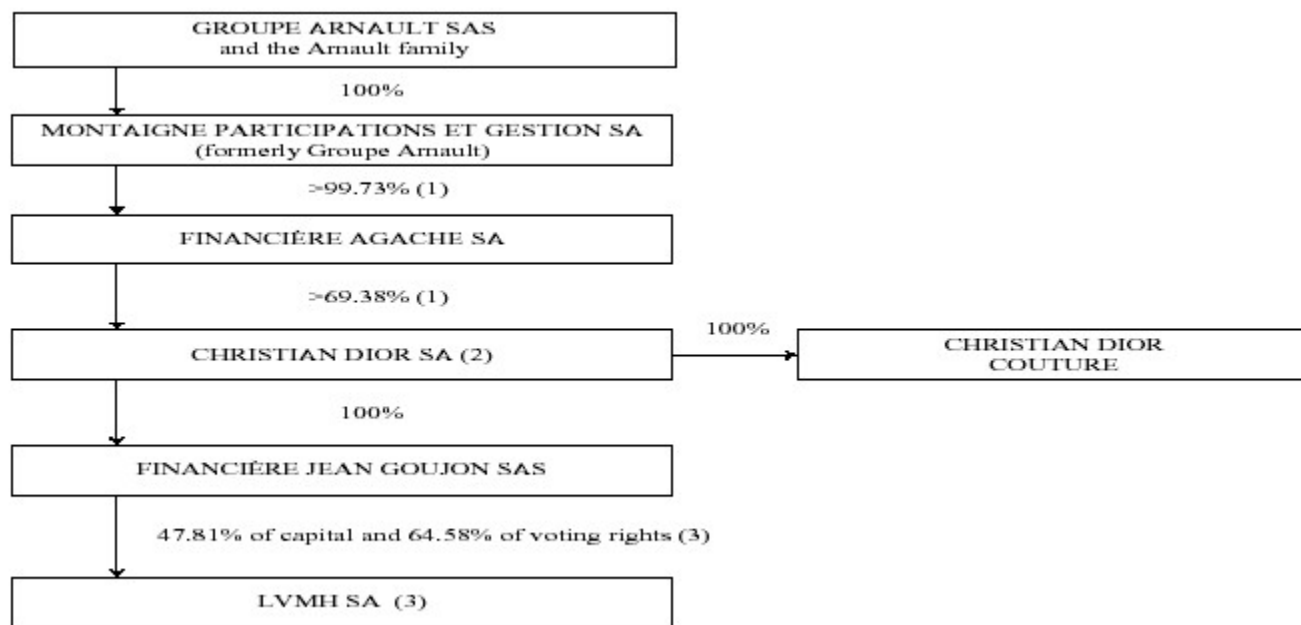 GROUPE ARNAULT SAS
and the Arnault family
100%
MONTAIGNE PARTICIPATIONS ET GESTION SA
(formerly Groupe Arnault)
>99.73% (1)
FINANCIÈRE AGACHE SA
>69.38% (1)
100%
CHRISTIAN DIOR SA (2)
CHRISTIAN DIOR
COUTURE
100%
FINANCIÈRE JEAN GOUJON SAS
47.81% of capital and 64.58% of voting rights (3)
LVMH SA (3)